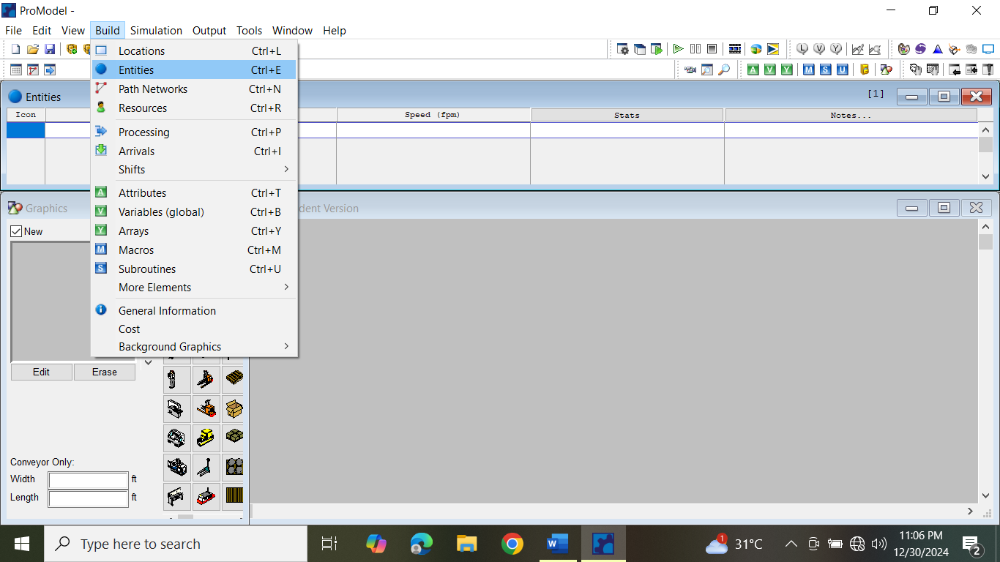 ProModel -
File Edit View Build Simulation Output Tools Window Help
Locations Ctrl+L
Entities Ctrl+E
Path Networks Ctrl+N
Resources Ctrl+R
Processing Ctrl+P
Arrivals Ctrl+I
Shifts
Attributes Ctrl+T
Variables (global) Ctrl+B
Arrays Ctrl+Y
Macros Ctrl+M
Subroutines Ctrl+U
More Elements
General Information
Cost
Background Graphics
L V Y
A V Y M S U
Entities [1]
Icon Speed (fpm) Stats Notes...
Graphics
dent Version
New
Edit Erase
Conveyor Only:
Width ft
Length ft
Type here to search
1 31°C
11:06 PM
12/30/2024
2